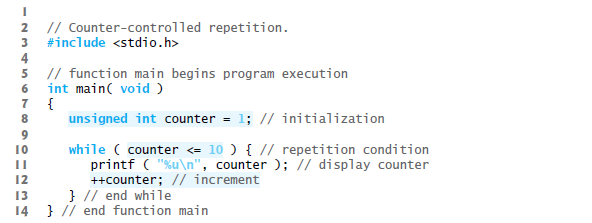 1
2 // Counter-controlled repetition.
3 #include <stdio.h>
4
5 // function main begins program execution
6 int main( void )
7 {
8 unsigned int counter = 1; // initialization
9
10 while ( counter <= 10 ) { // repetition condition
11 printf ( "%u\n", counter ); // display counter
12 ++counter; // increment
13 } // end while
14 } // end function main